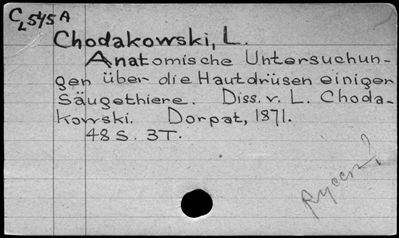 C 545 A
Chodakowski, L.
Anatomische Untersuchun-
gen über die Hautdrüsen einiger
Säugethiere. Diss. v. L. Choda-
kowski. Dorpat, 1871.
48 S. 3T.